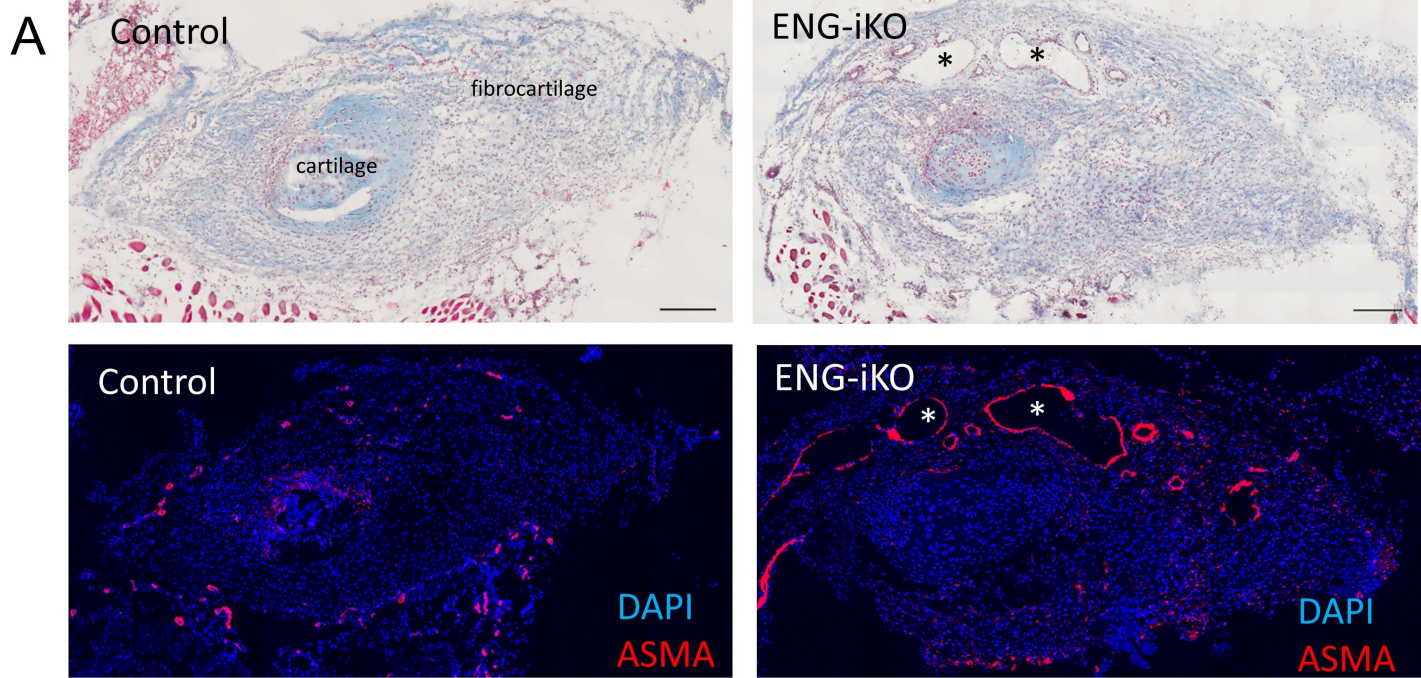 A
Control
fibrocartilage
cartilage
ENG-iKO
*
*
Control
DAPI
ASMA
ENG-iKO
*
*
DAPI
ASMA